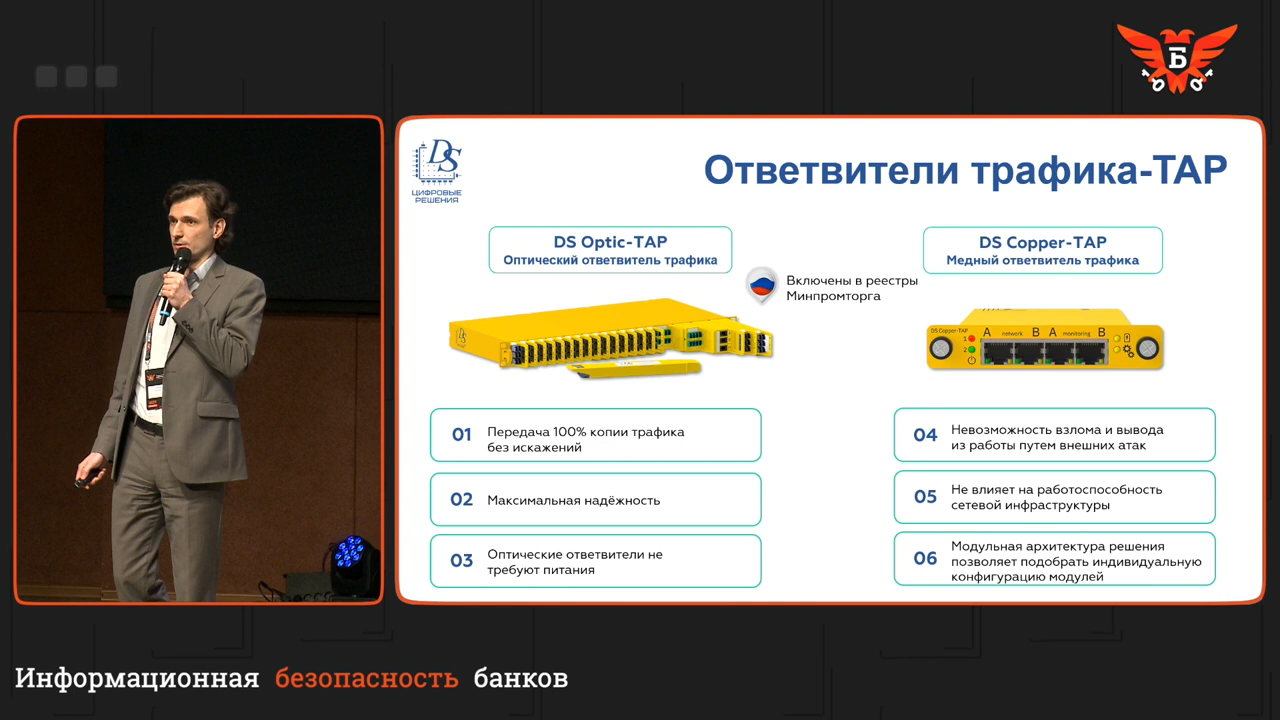 Б
DS
ЦИФРОВЫЕ
РЕШЕНИЯ
Ответвители трафика-TAP
DS Optic-TAP
Оптический ответвитель трафика
DS Copper-TAP
Медный ответвитель трафика
Включены в реестры
Минпромторга
DS Copper-TAP
A network B A monitoring B
1
2
01
Передача 100% копии трафика
без искажений
02
Максимальная надёжность
03
Оптические ответвители не
требуют питания
04
Невозможность взлома и вывода
из работы путем внешних атак
05
Не влияет на работоспособность
сетевой инфраструктуры
06
Модульная архитектура решения
позволяет подобрать индивидуальную
конфигурацию модулей
Информационная безопасность банков